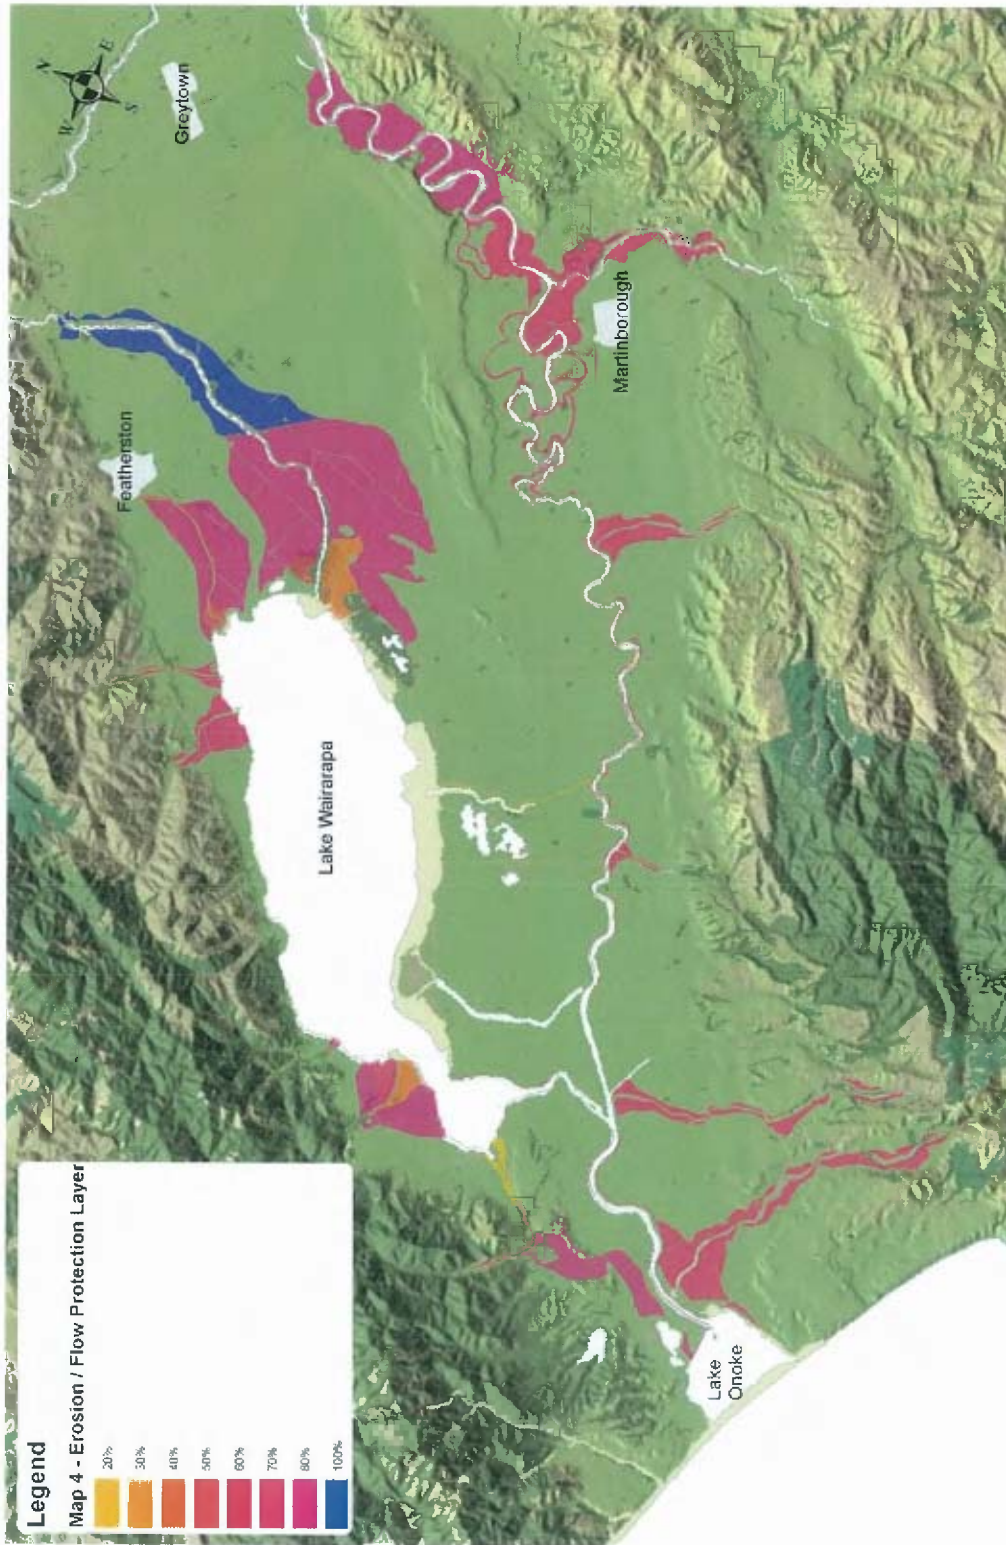 Legend
Map 4 - Erosion / Flow Protection Layer
20%
30%
40%
50%
60%
70%
80%
100%
N
E
S
W
Greytown
Featherston
Martinborough
Lake Wairarapa
Lake
Onoke